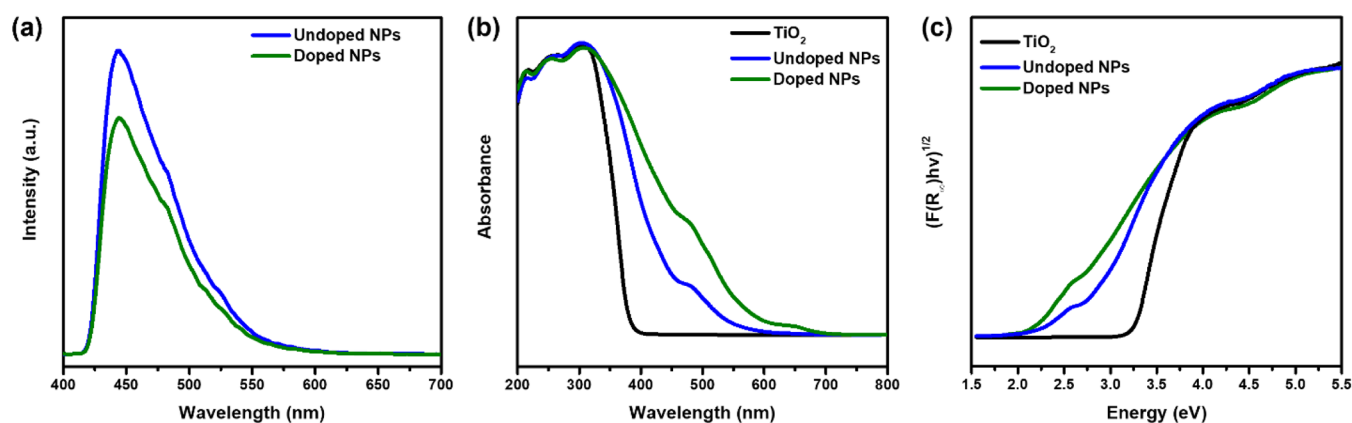 (a)
Undoped NPs
Doped NPs
Intensity (a.u.)
400 450 500 550 600 650 700
Wavelength (nm)
(b)
TiO₂
Undoped NPs
Doped NPs
Absorbance
200 300 400 500 600 700 800
Wavelength (nm)
(c)
TiO₂
Undoped NPs
Doped NPs
(F(R∞)hν)^1/2
1.5 2.0 2.5 3.0 3.5 4.0 4.5 5.0 5.5
Energy (eV)